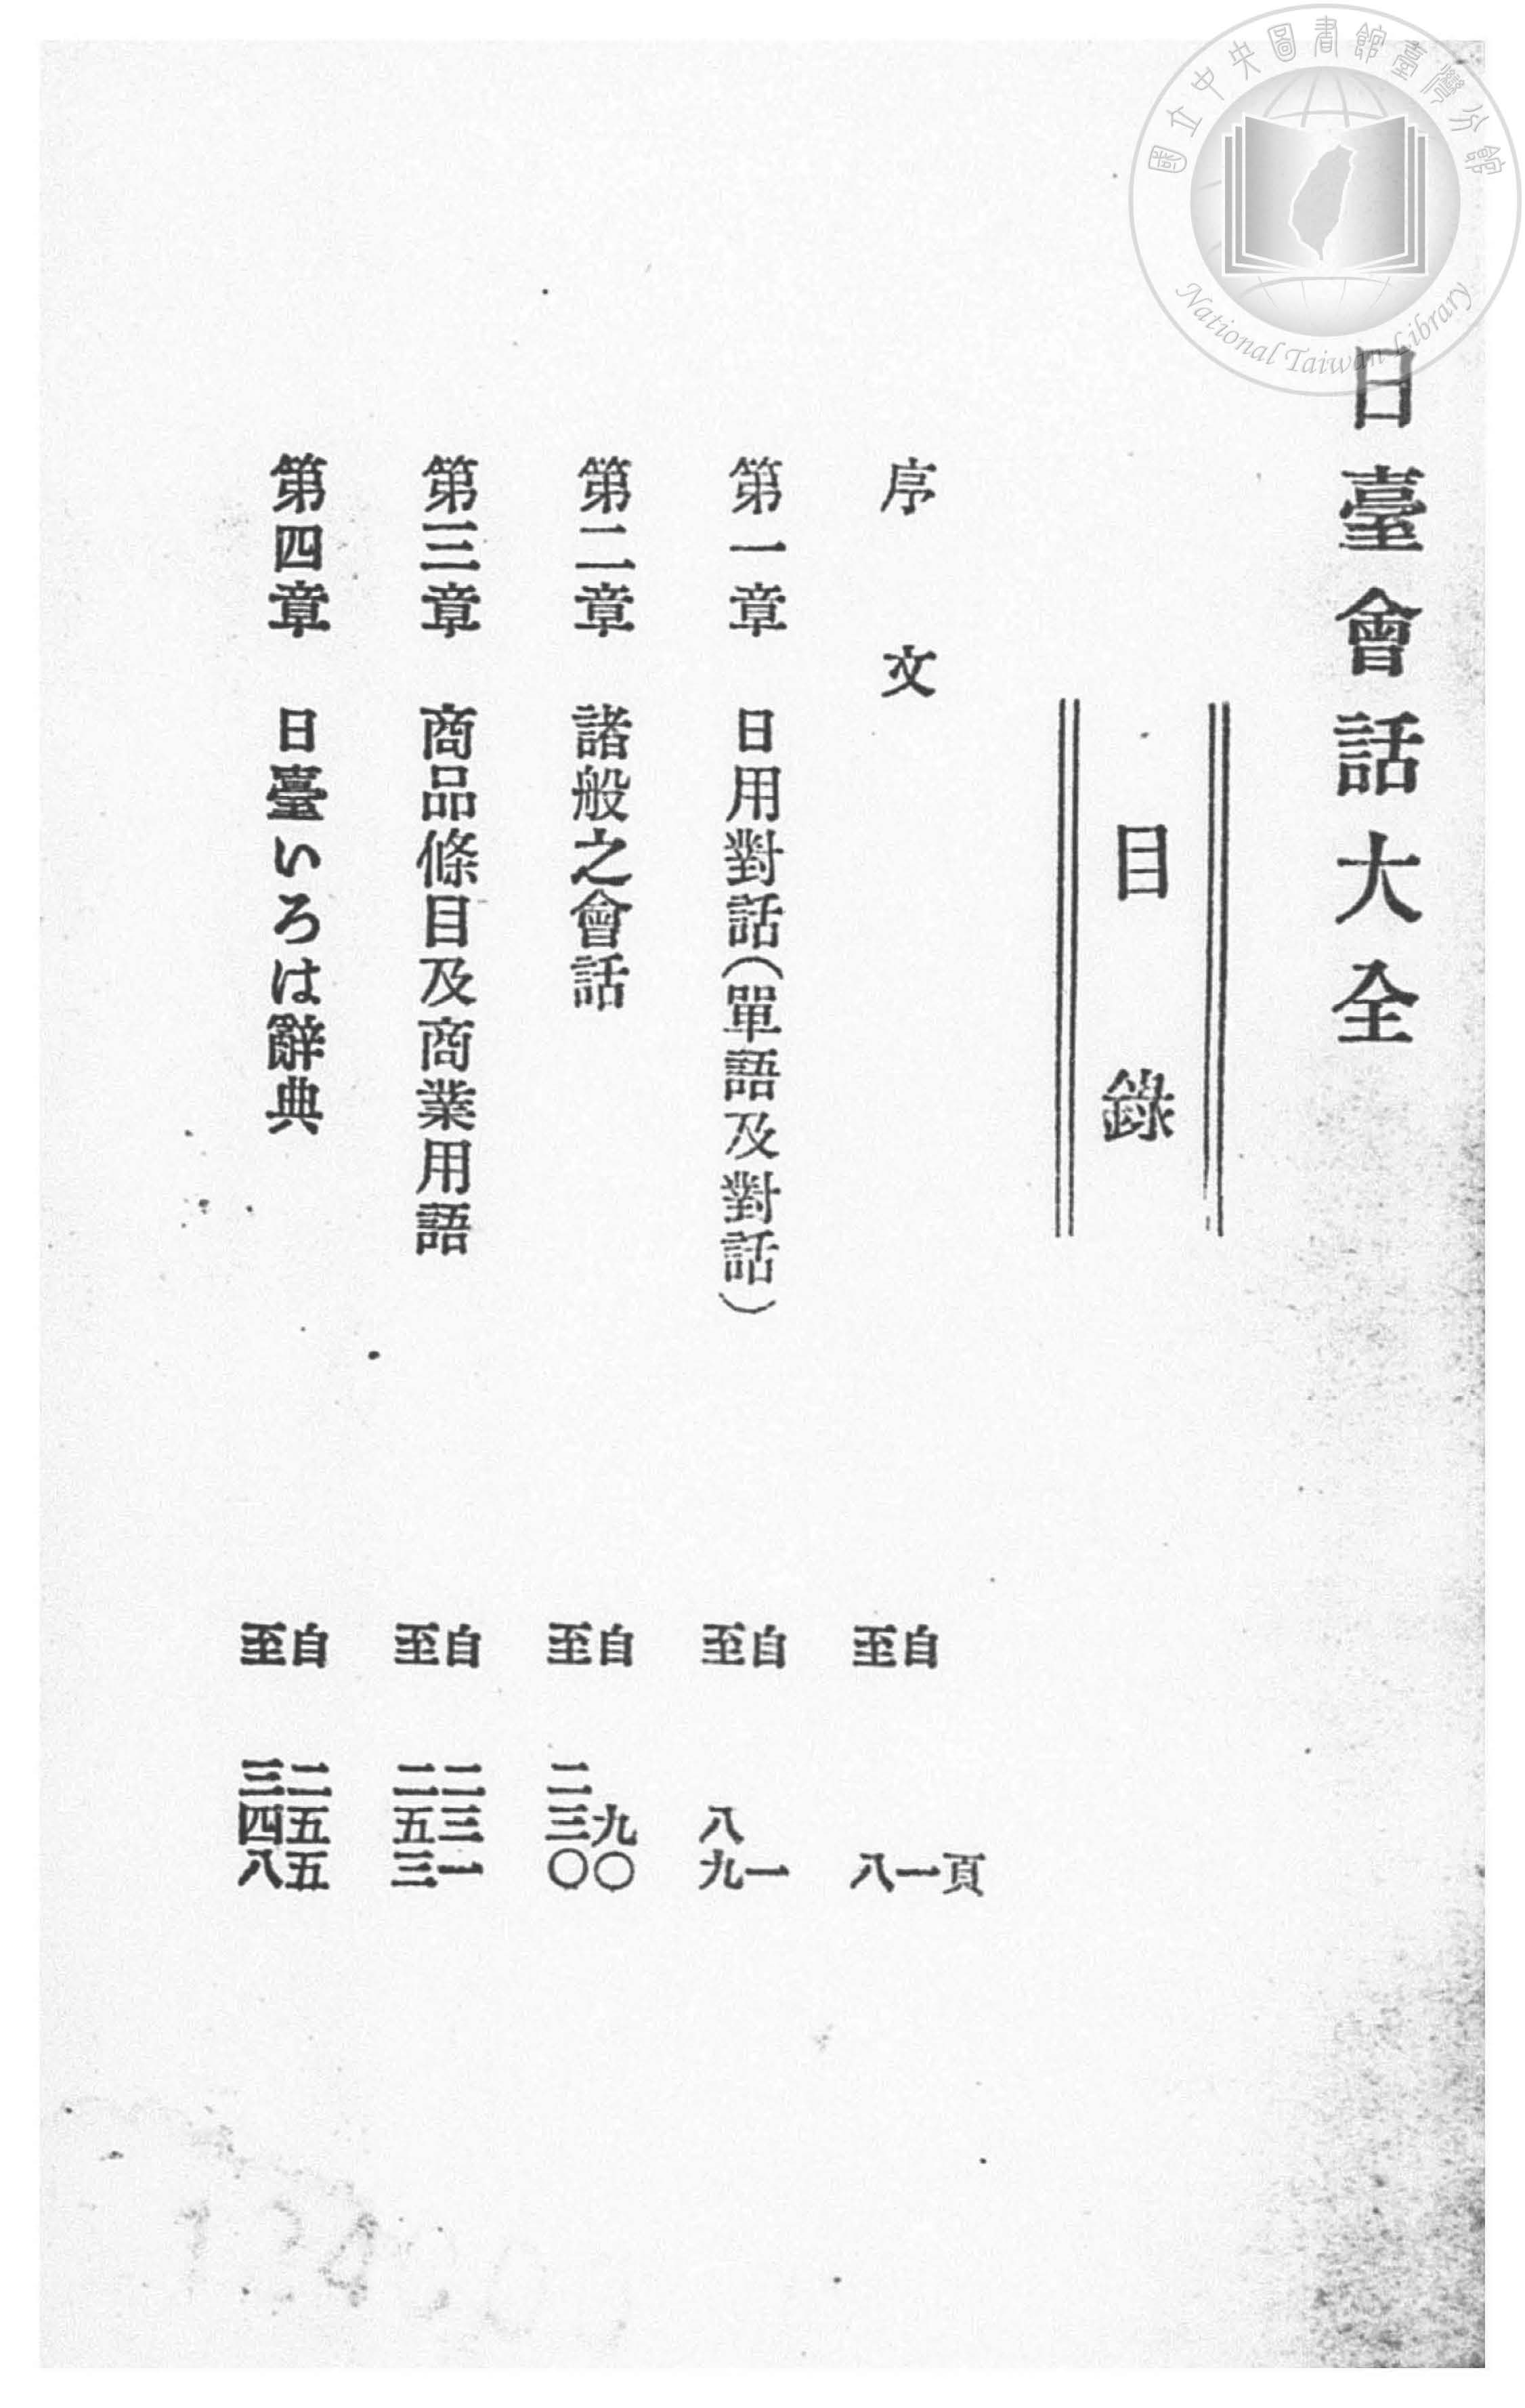 國立中央圖書館臺灣分館
National Taiwan Library
日臺會話大全
目錄
序文 自一頁 至八
第一章 日用對話(單語及對話) 自一 至八九
第二章 諸般之會話 自九〇 至二三〇
第三章 商品條目及商業用語 自二三一 至二五三
第四章 日臺いろは辭典 自二五五 至三四八